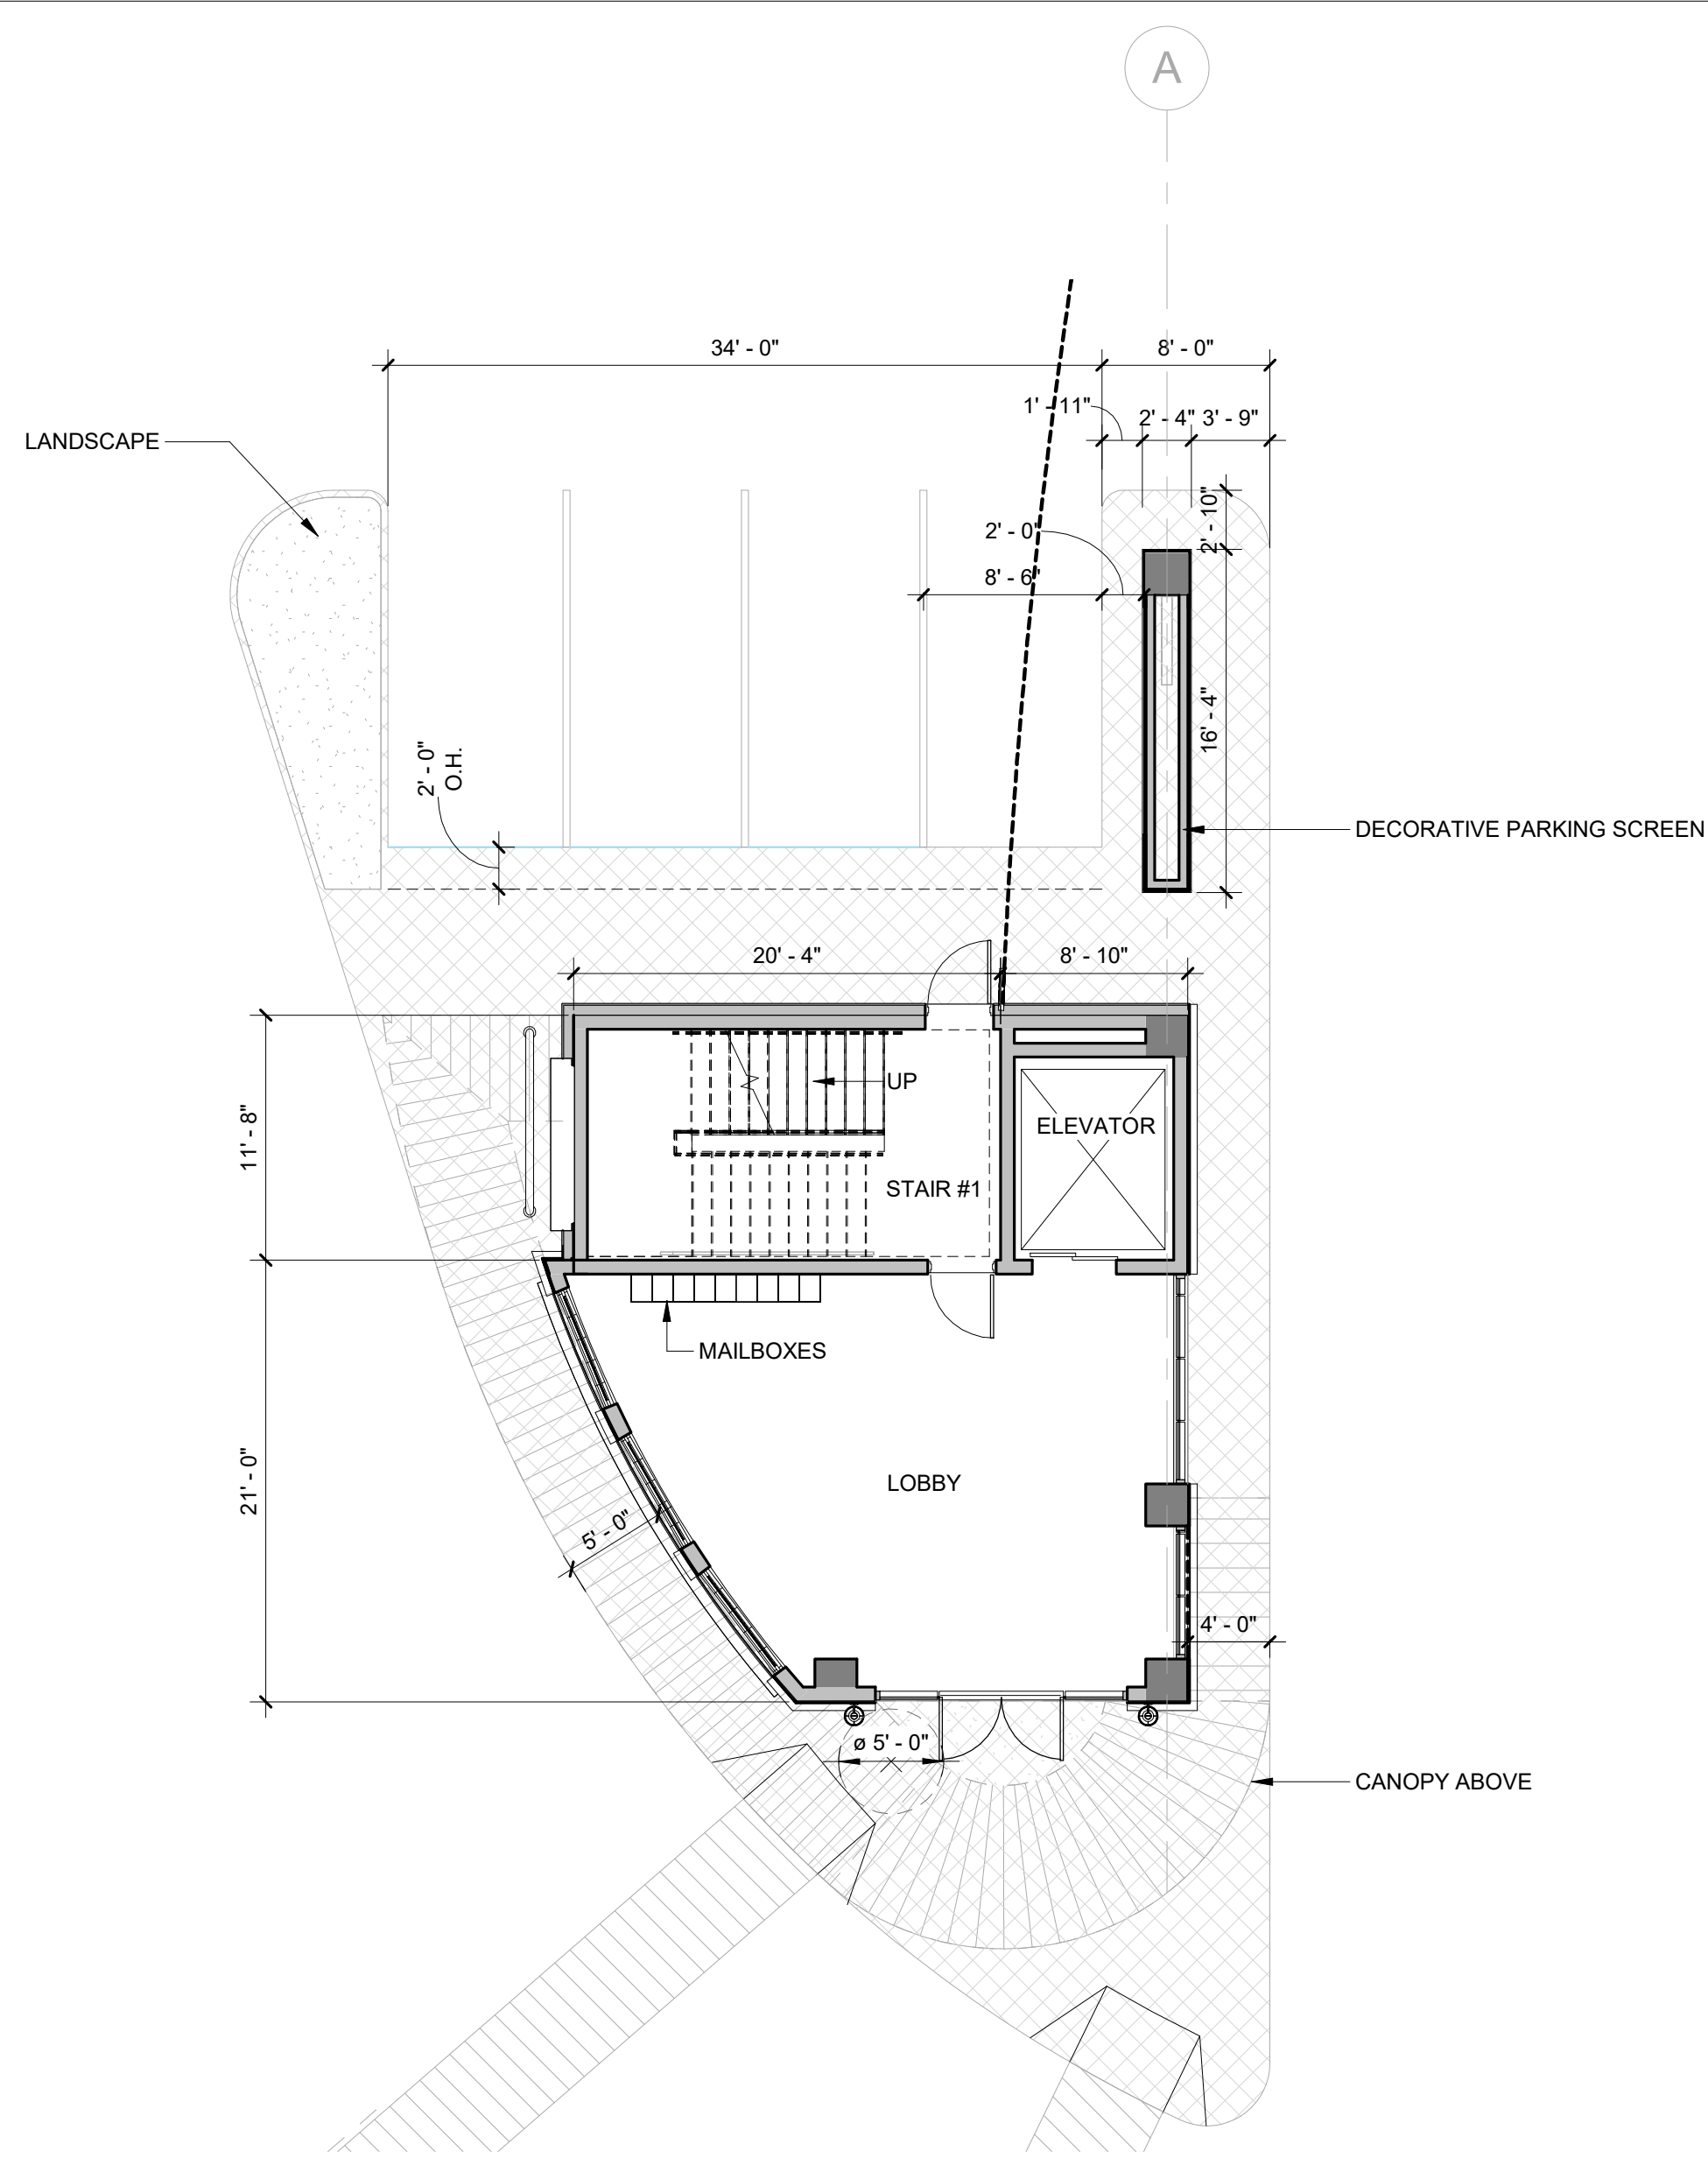 A
34' - 0"
8' - 0"
1' - 11"
2' - 4"
3' - 9"
LANDSCAPE
2' - 10"
2' - 0"
8' - 6"
16' - 4"
2' - 0"
O.H.
DECORATIVE PARKING SCREEN
20' - 4"
8' - 10"
UP
11' - 8"
ELEVATOR
STAIR #1
MAILBOXES
LOBBY
21' - 0"
5' - 0"
4' - 0"
ø 5' - 0"
CANOPY ABOVE